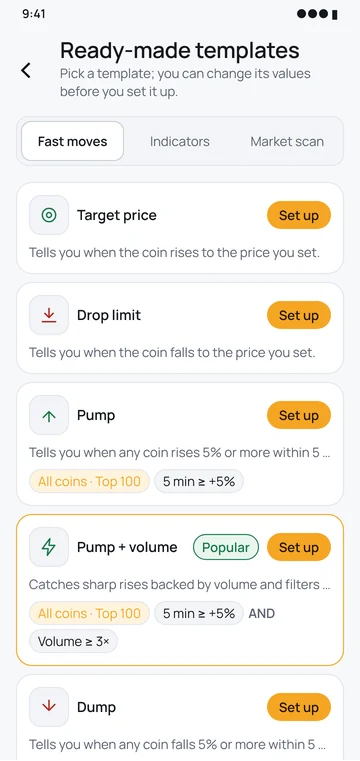 9:41
Ready-made templates
Pick a template; you can change its values
before you set it up.
Fast moves
Indicators
Market scan
Target price
Set up
Tells you when the coin rises to the price you set.
Drop limit
Set up
Tells you when the coin falls to the price you set.
Pump
Set up
Tells you when any coin rises 5% or more within 5 ...
All coins · Top 100
5 min ≥ +5%
Pump + volume
Popular
Set up
Catches sharp rises backed by volume and filters ...
All coins · Top 100
5 min ≥ +5%
AND
Volume ≥ 3×
Dump
Set up
Tells you when any coin falls 5% or more within 5 ...